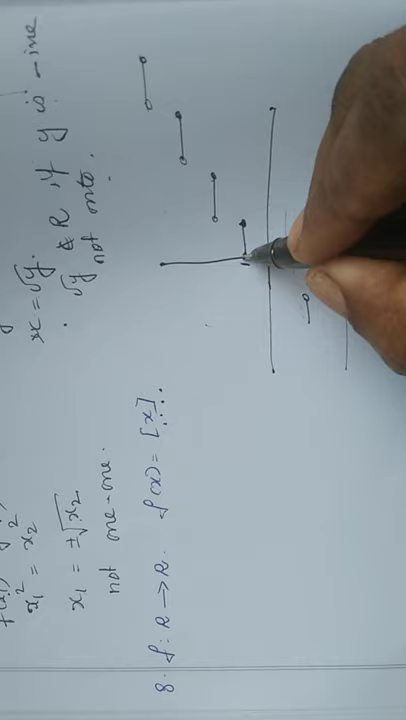 x₁² = x₂²
x₁ = ±√x₂
not one-one.
x = √y.
√y ∉ R, if y is -ive
not onto.
8. f: R → R. f(x) = [x]...